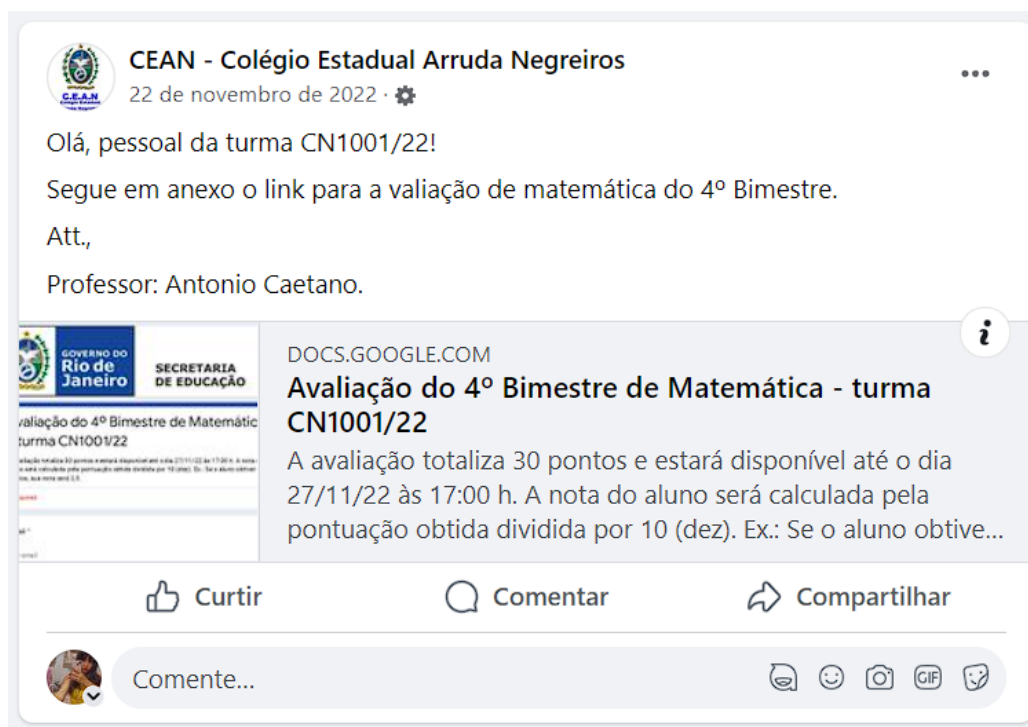 CEAN - Colégio Estadual Arruda Negreiros
22 de novembro de 2022 ·
Olá, pessoal da turma CN1001/22!
Segue em anexo o link para a valiação de matemática do 4º Bimestre.
Att.,
Professor: Antonio Caetano.
C.E.A.N
GOVERNO DO
Rio de
Janeiro
SECRETARIA
DE EDUCAÇÃO
valiação do 4º Bimestre de Matemátic
turma CN1001/22
DOCS.GOOGLE.COM
Avaliação do 4º Bimestre de Matemática - turma
CN1001/22
A avaliação totaliza 30 pontos e estará disponível até o dia
27/11/22 às 17:00 h. A nota do aluno será calculada pela
pontuação obtida dividida por 10 (dez). Ex.: Se o aluno obtive...
Curtir
Comentar
Compartilhar
Comente...
GIF